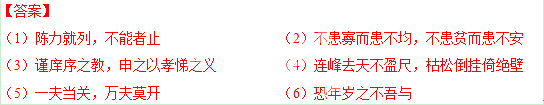 【答案】
（1）陈力就列，不能者止　（2）不患寡而患不均，不患贫而患不安
（3）谨庠序之教，申之以孝悌之义　（4）连峰去天不盈尺，枯松倒挂倚绝壁
（5）一夫当关，万夫莫开　（6）恐年岁之不吾与